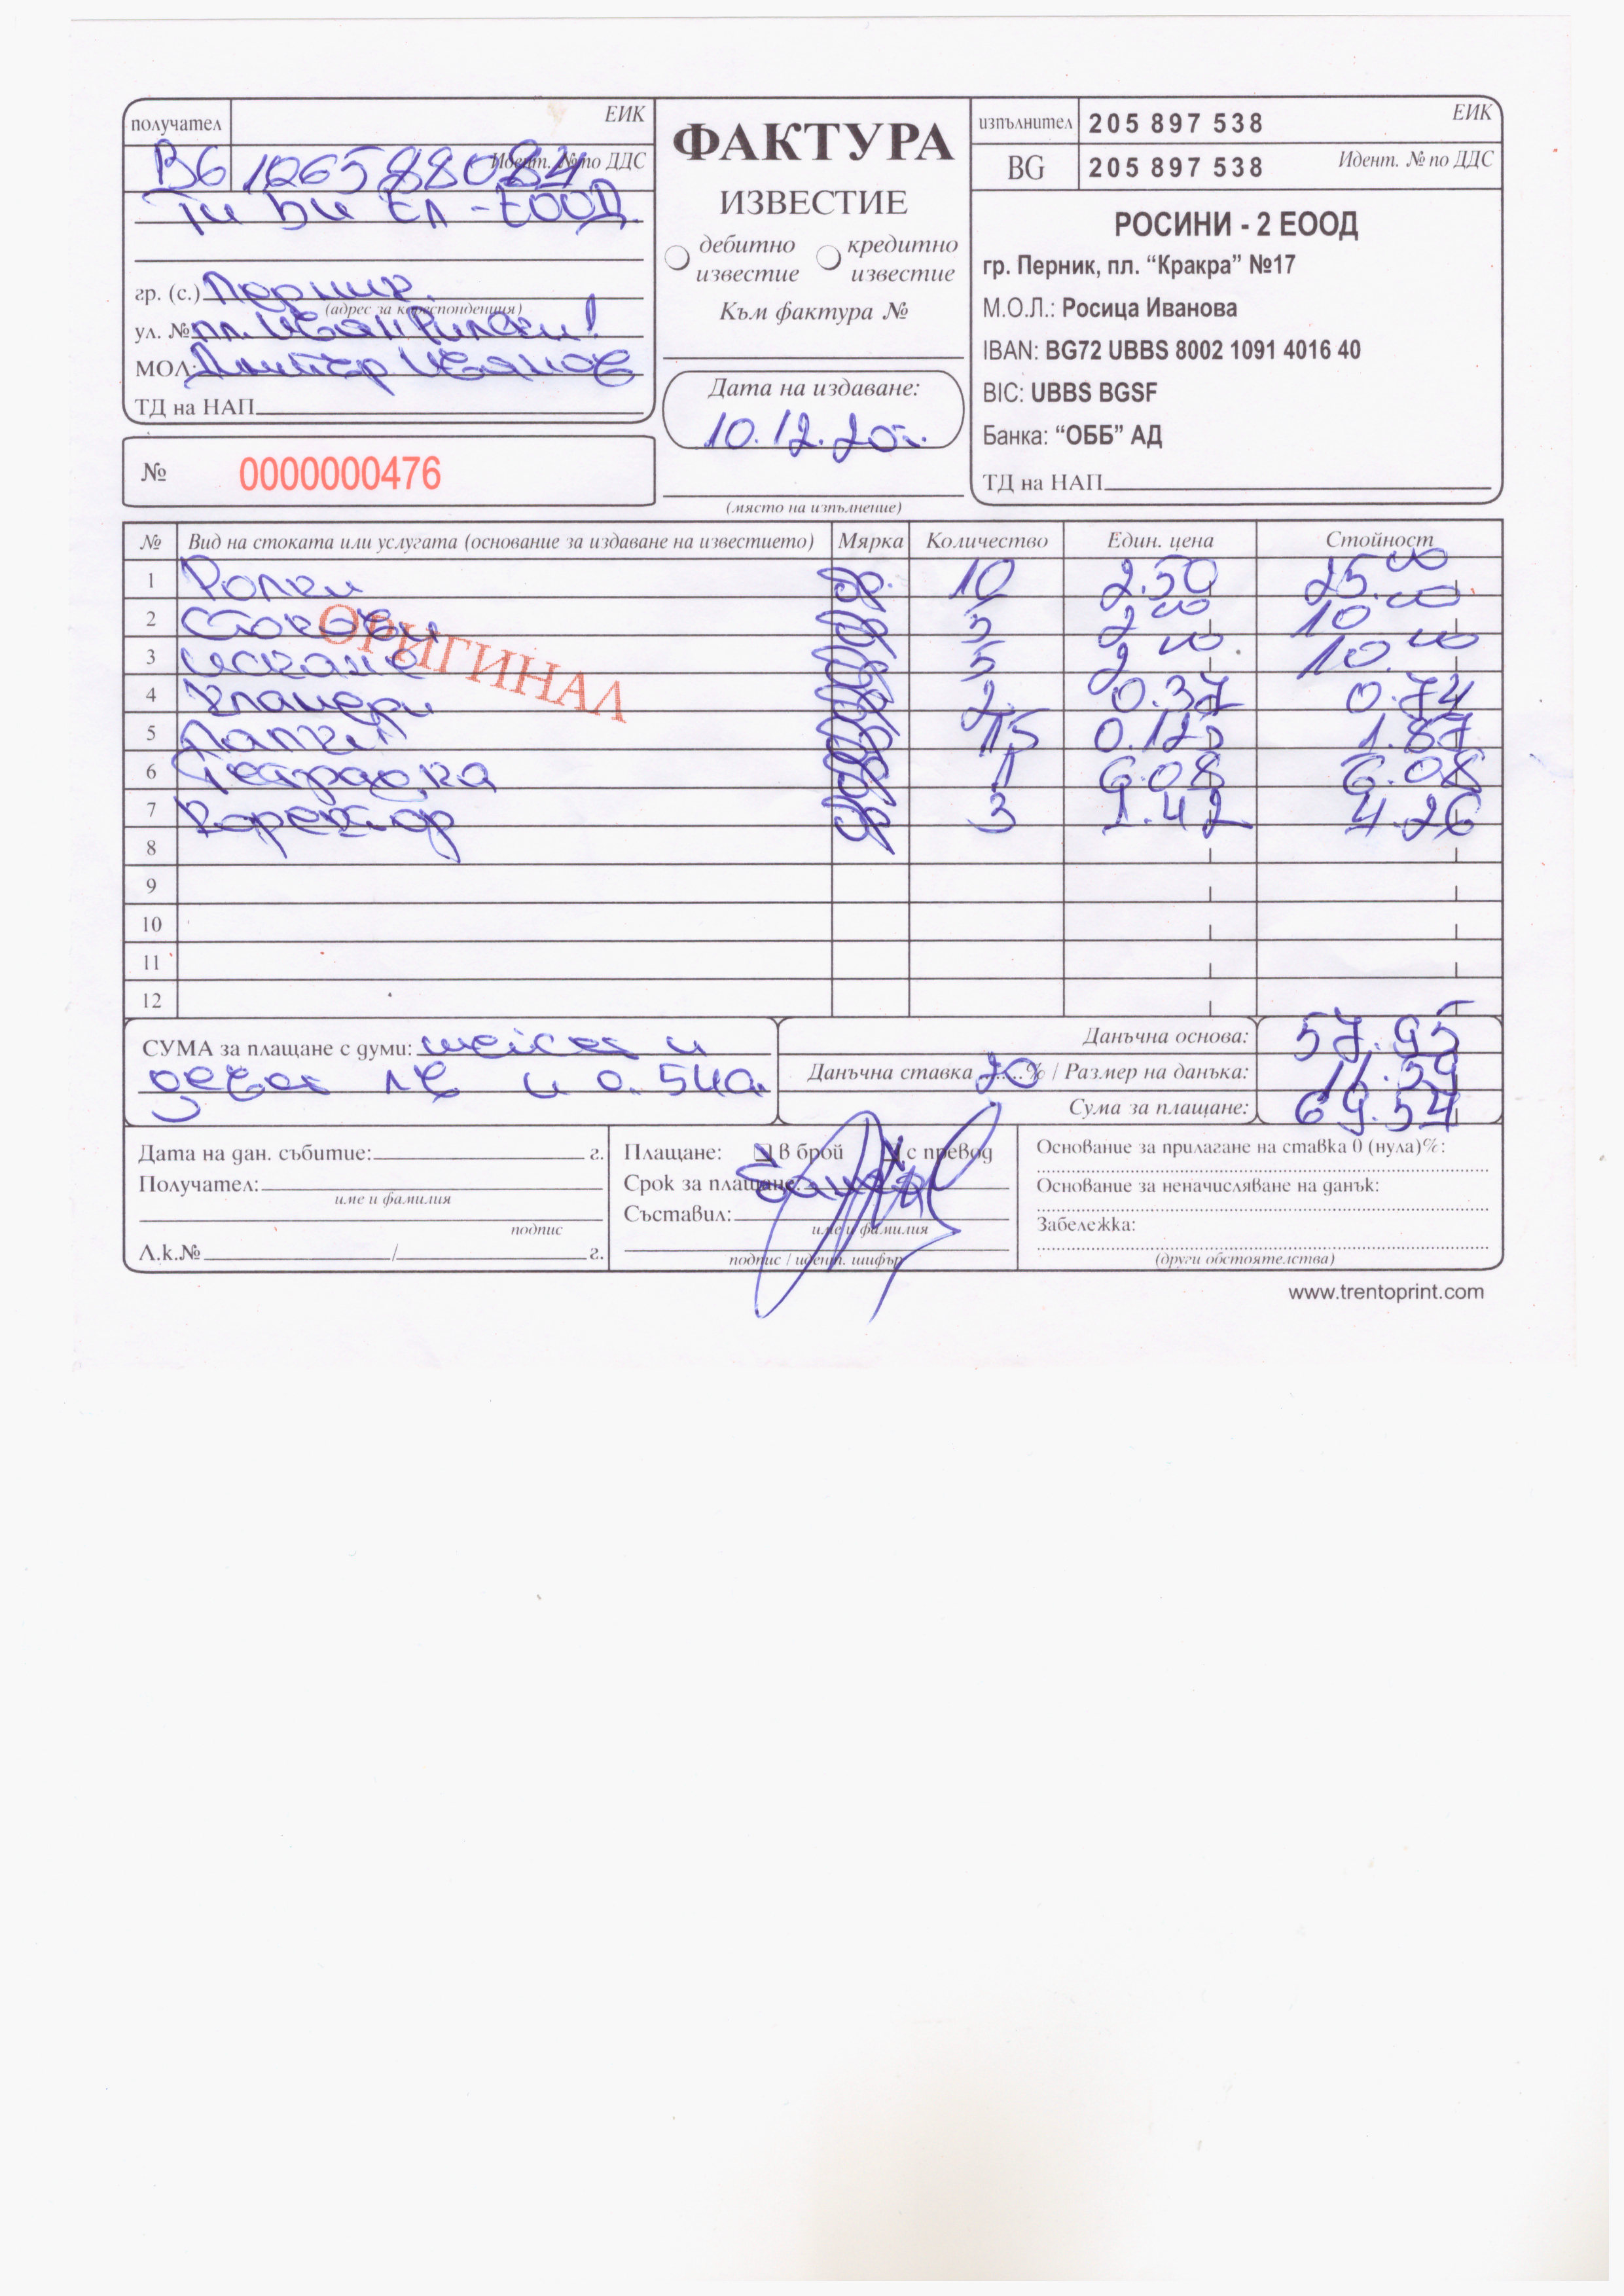 получател ЕИК
BG 106588084 Идент. № по ДДС
Ти Би Ел - ЕООД
гр. (с.) Перник
(адрес за кореспонденция)
ул. № пл. Иван Рилски 1
МОЛ: Димитър Иванов
ТД на НАП
№ 0000000476
ФАКТУРА
ИЗВЕСТИЕ
дебитно известие кредитно известие
Към фактура №
Дата на издаване:
10.12.20г.
(място на изпълнение)
изпълнител 205 897 538 ЕИК
BG 205 897 538 Идент. № по ДДС
РОСИНИ - 2 ЕООД
гр. Перник, пл. “Кракра” №17
М.О.Л.: Росица Иванова
IBAN: BG72 UBBS 8002 1091 4016 40
BIC: UBBS BGSF
Банка: “ОББ” АД
ТД на НАП
№ Вид на стоката или услугата (основание за издаване на известието) Мярка Количество Един. цена Стойност
1 Ролки бр. 10 2.50 25.00
2 Стокови бр 5 2.00 10.00
3 Искане бр 5 2.00 10.00
4 бр 2 0.37 0.74
5 Папки бр 15 0.125 1.87
6 Тетрадка бр 1 6.08 6.08
7 Коректор бр 3 1.42 4.26
8
9
10
11
12
ОРИГИНАЛ
СУМА за плащане с думи: шейсет и
девет лв и 0.54
Данъчна основа: 57.95
Данъчна ставка 20 % / Размер на данъка: 11.59
Сума за плащане: 69.54
Дата на дан. събитие: г.
Получател:
име и фамилия
подпис
Л.к.№ / г.
Плащане: в брой с превод
Срок за плащане:
Съставил:
име и фамилия
подпис / идент. шифър
Основание за прилагане на ставка 0 (нула)%:
Основание за неначисляване на данък:
Забележка:
(други обстоятелства)
www.trentoprint.com